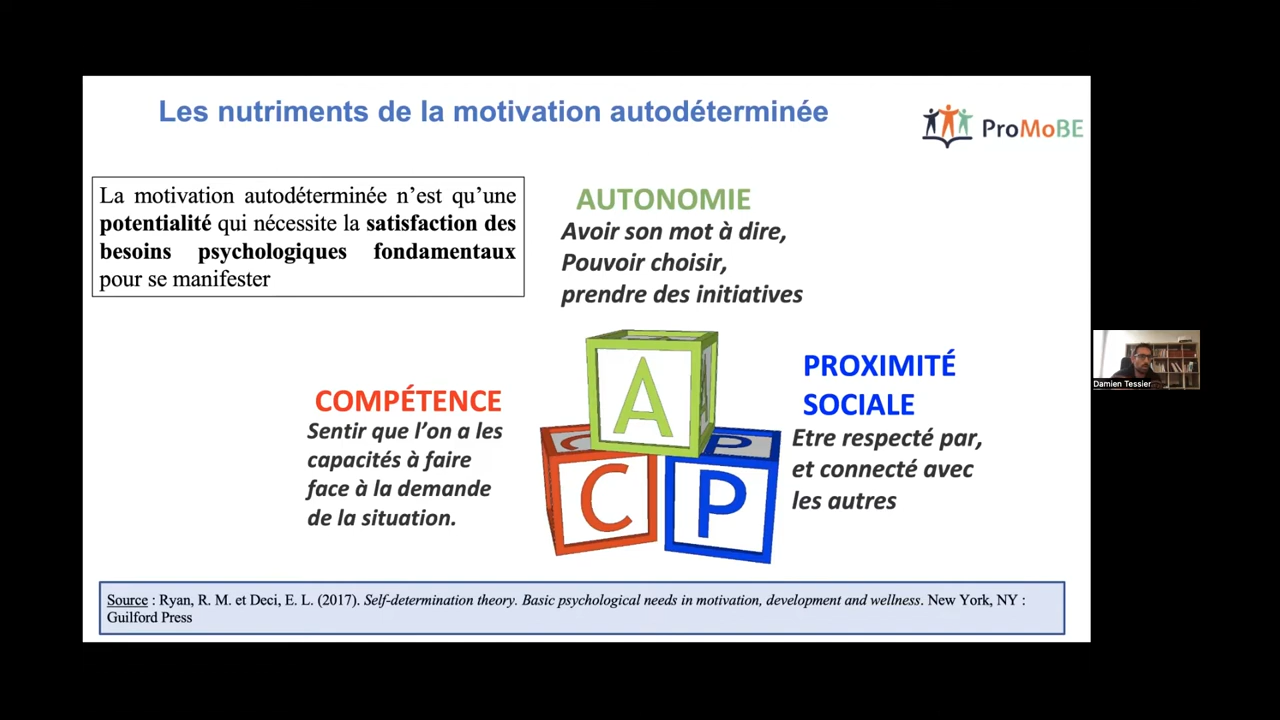 Les nutriments de la motivation autodéterminée
ProMoBE
La motivation autodéterminée n’est qu’une
potentialité qui nécessite la satisfaction des
besoins psychologiques fondamentaux
pour se manifester
AUTONOMIE
Avoir son mot à dire,
Pouvoir choisir,
prendre des initiatives
COMPÉTENCE
Sentir que l’on a les
capacités à faire
face à la demande
de la situation.
PROXIMITÉ
SOCIALE
Etre respecté par,
et connecté avec
les autres
A
C
P
C
P
Damien Tessier
Source : Ryan, R. M. et Deci, E. L. (2017). Self-determination theory. Basic psychological needs in motivation, development and wellness. New York, NY :
Guilford Press